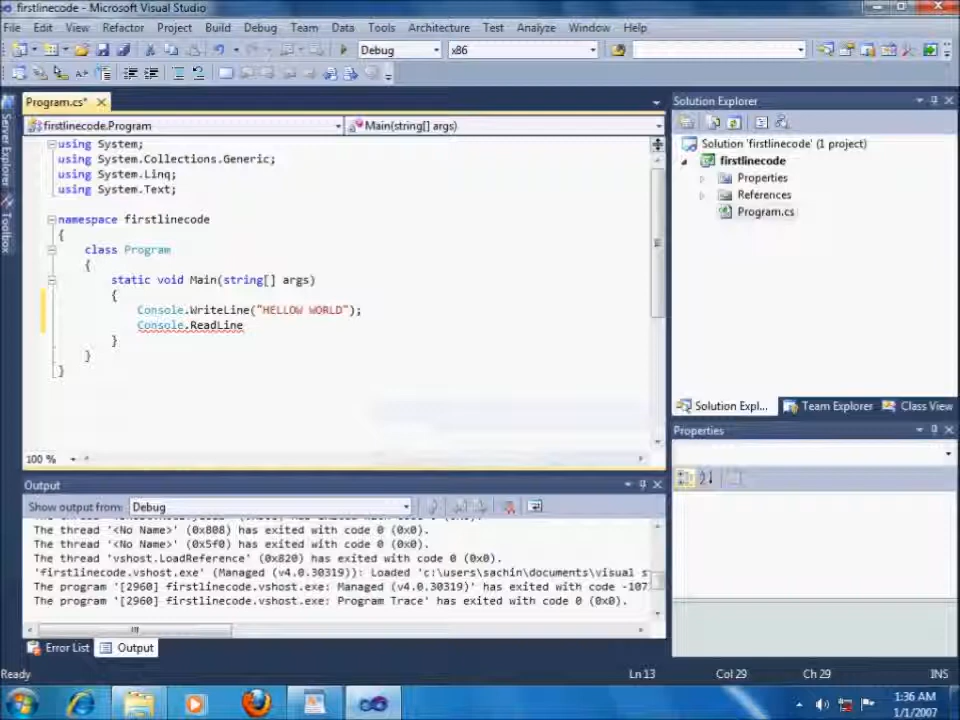 firstlinecode - Microsoft Visual Studio
File Edit View Refactor Project Build Debug Team Data Tools Architecture Test Analyze Window Help
Debug x86
Program.cs*
firstlinecode.Program Main(string[] args)
using System;
using System.Collections.Generic;
using System.Linq;
using System.Text;
namespace firstlinecode
{
class Program
{
static void Main(string[] args)
{
Console.WriteLine("HELLOW WORLD");
Console.ReadLine
}
}
}
100 %
Server Explorer
Toolbox
Solution Explorer
Solution 'firstlinecode' (1 project)
firstlinecode
Properties
References
Program.cs
Solution Expl... Team Explorer Class View
Properties
Output
Show output from: Debug
The thread '<No Name>' (0x808) has exited with code 0 (0x0).
The thread '<No Name>' (0x5f0) has exited with code 0 (0x0).
The thread 'vshost.LoadReference' (0x820) has exited with code 0 (0x0).
'firstlinecode.vshost.exe' (Managed (v4.0.30319)): Loaded 'c:\users\sachin\documents\visual s
The program '[2960] firstlinecode.vshost.exe: Managed (v4.0.30319)' has exited with code -107
The program '[2960] firstlinecode.vshost.exe: Program Trace' has exited with code 0 (0x0).
Error List Output
Ready Ln 13 Col 29 Ch 29 INS
1:36 AM
1/1/2007